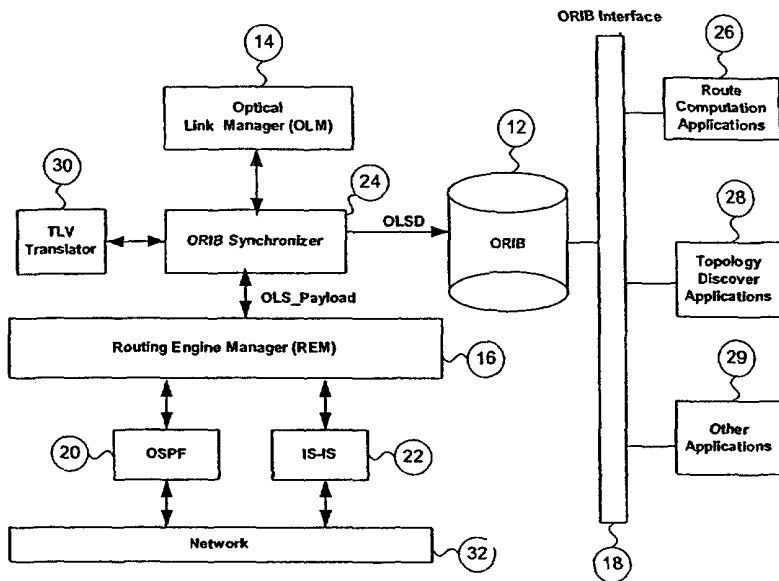 ORIB Interface
14
26
Optical
Link Manager (OLM)
Route
Computation
Applications
12
30
24
TLV
Translator
ORIB Synchronizer
OLSD
ORIB
28
Topology
Discover
Applications
OLS_Payload
Routing Engine Manager (REM)
16
29
Other
Applications
20
OSPF
IS-IS
22
Network
32
18